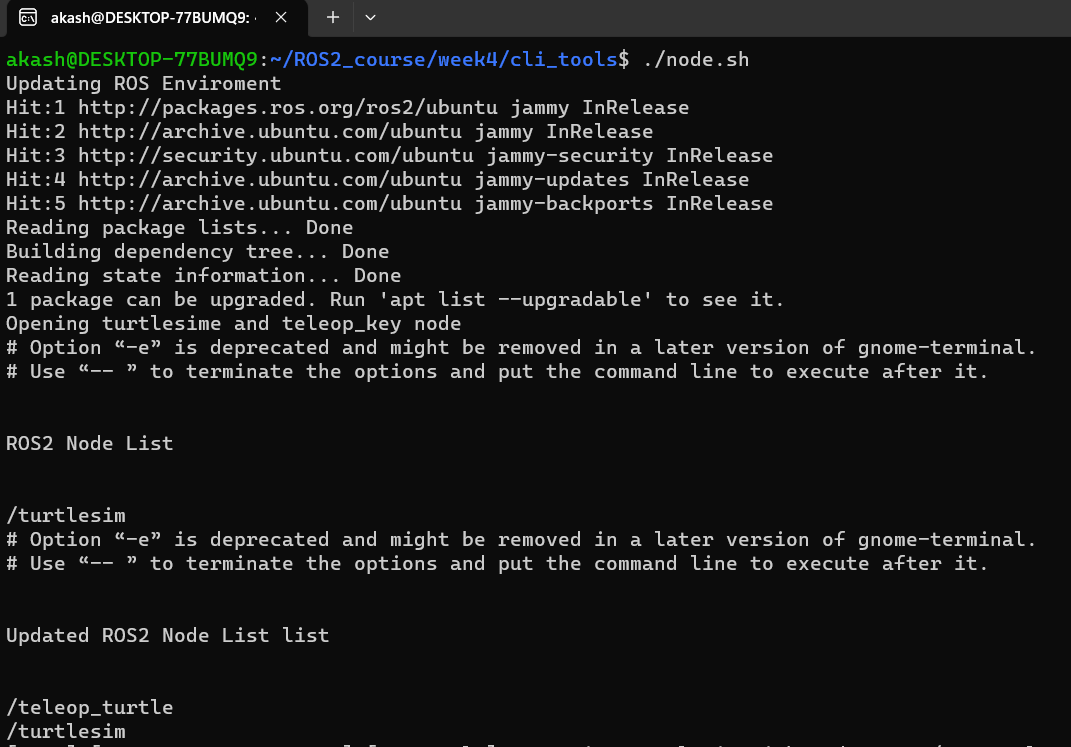 akash@DESKTOP-77BUMQ9: ·
akash@DESKTOP-77BUMQ9:~/ROS2_course/week4/cli_tools$ ./node.sh
Updating ROS Enviroment
Hit:1 http://packages.ros.org/ros2/ubuntu jammy InRelease
Hit:2 http://archive.ubuntu.com/ubuntu jammy InRelease
Hit:3 http://security.ubuntu.com/ubuntu jammy-security InRelease
Hit:4 http://archive.ubuntu.com/ubuntu jammy-updates InRelease
Hit:5 http://archive.ubuntu.com/ubuntu jammy-backports InRelease
Reading package lists... Done
Building dependency tree... Done
Reading state information... Done
1 package can be upgraded. Run 'apt list --upgradable' to see it.
Opening turtlesime and teleop_key node
# Option “-e” is deprecated and might be removed in a later version of gnome-terminal.
# Use “-- ” to terminate the options and put the command line to execute after it.
ROS2 Node List
/turtlesim
# Option “-e” is deprecated and might be removed in a later version of gnome-terminal.
# Use “-- ” to terminate the options and put the command line to execute after it.
Updated ROS2 Node List list
/teleop_turtle
/turtlesim